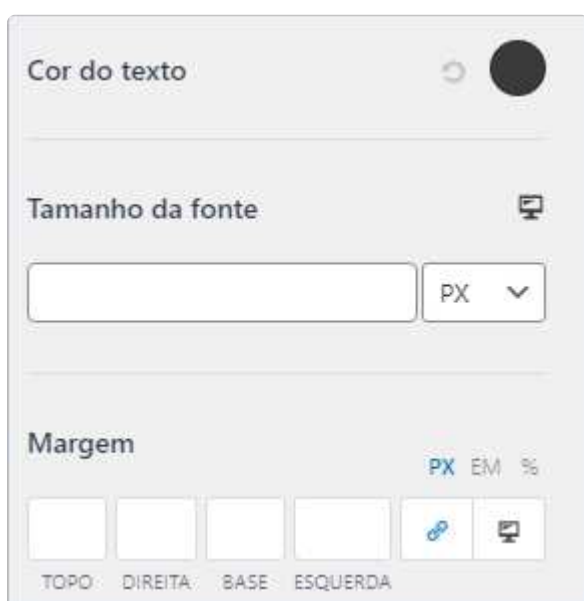 Cor do texto
Tamanho da fonte
PX
Margem
PX EM %
TOPO DIREITA BASE ESQUERDA